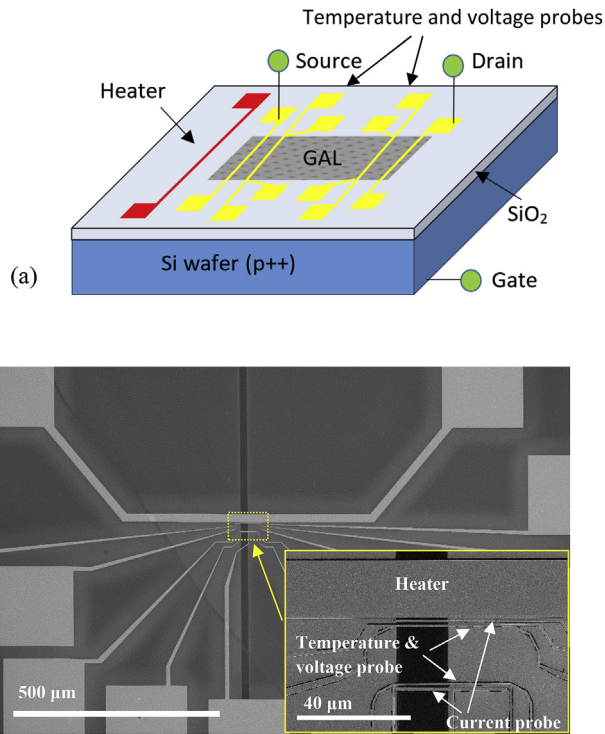 Temperature and voltage probes
Source
Drain
Heater
GAL
SiO2
Si wafer (p++)
(a)
Gate
Heater
Temperature &
voltage probe
500 µm
40 µm
Current probe